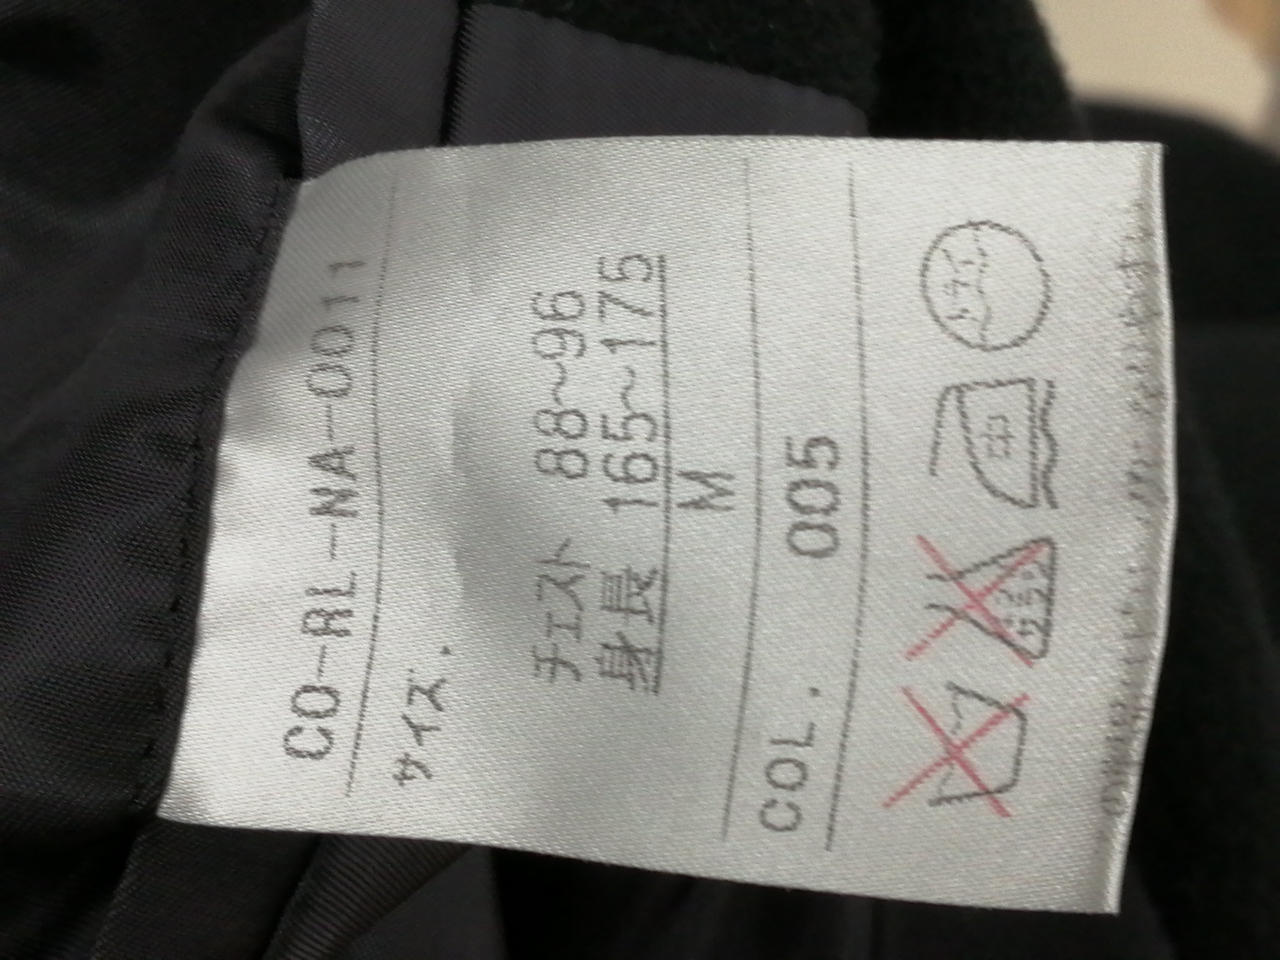 CO-RL-NA-0011
サイズ.
チェスト 88~96
身長 165~175
M
COL. 005
中